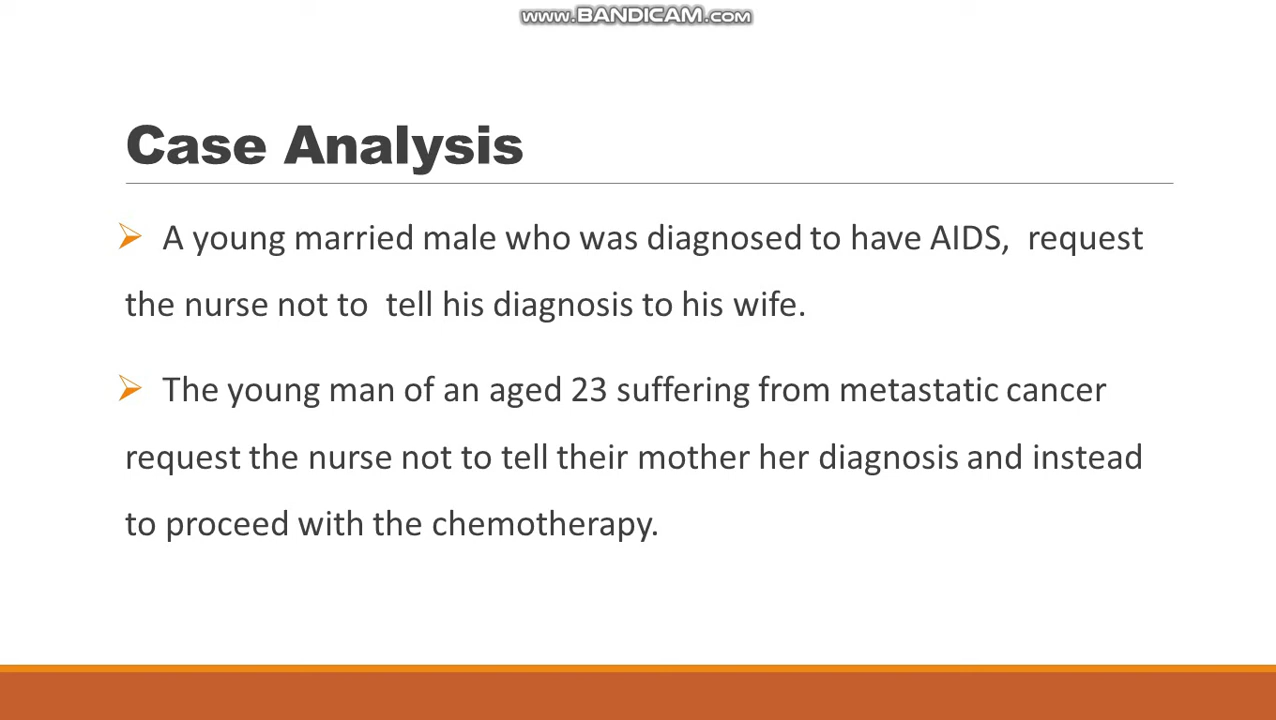 www.BANDICAM.com
Case Analysis
A young married male who was diagnosed to have AIDS, request
the nurse not to tell his diagnosis to his wife.
The young man of an aged 23 suffering from metastatic cancer
request the nurse not to tell their mother her diagnosis and instead
to proceed with the chemotherapy.